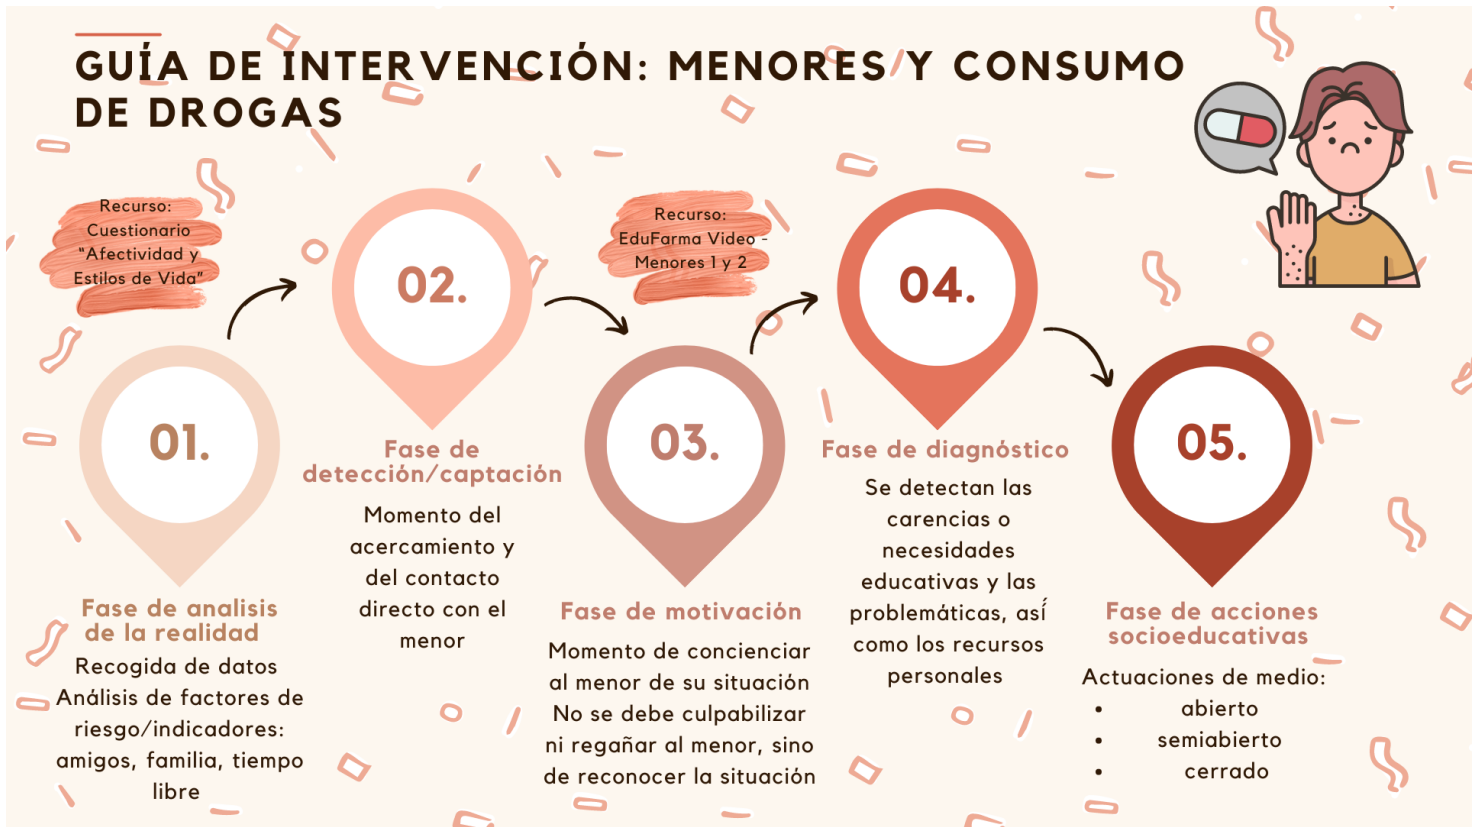 GUÍA DE INTERVENCIÓN: MENORES Y CONSUMO
DE DROGAS
Recurso:
Cuestionario
“Afectividad y
Estilos de Vida”
01.
Fase de analisis
de la realidad
Recogida de datos
Análisis de factores de
riesgo/indicadores:
amigos, familia, tiempo
libre
02.
Fase de
detección/captación
Momento del
acercamiento y
del contacto
directo con el
menor
Recurso:
EduFarma Video -
Menores 1 y 2
03.
Fase de motivación
Momento de concienciar
al menor de su situación
No se debe culpabilizar
ni regañar al menor, sino
de reconocer la situación
04.
Fase de diagnóstico
Se detectan las
carencias o
necesidades
educativas y las
problemáticas, así
como los recursos
personales
05.
Fase de acciones
socioeducativas
Actuaciones de medio:
• abierto
• semiabierto
• cerrado